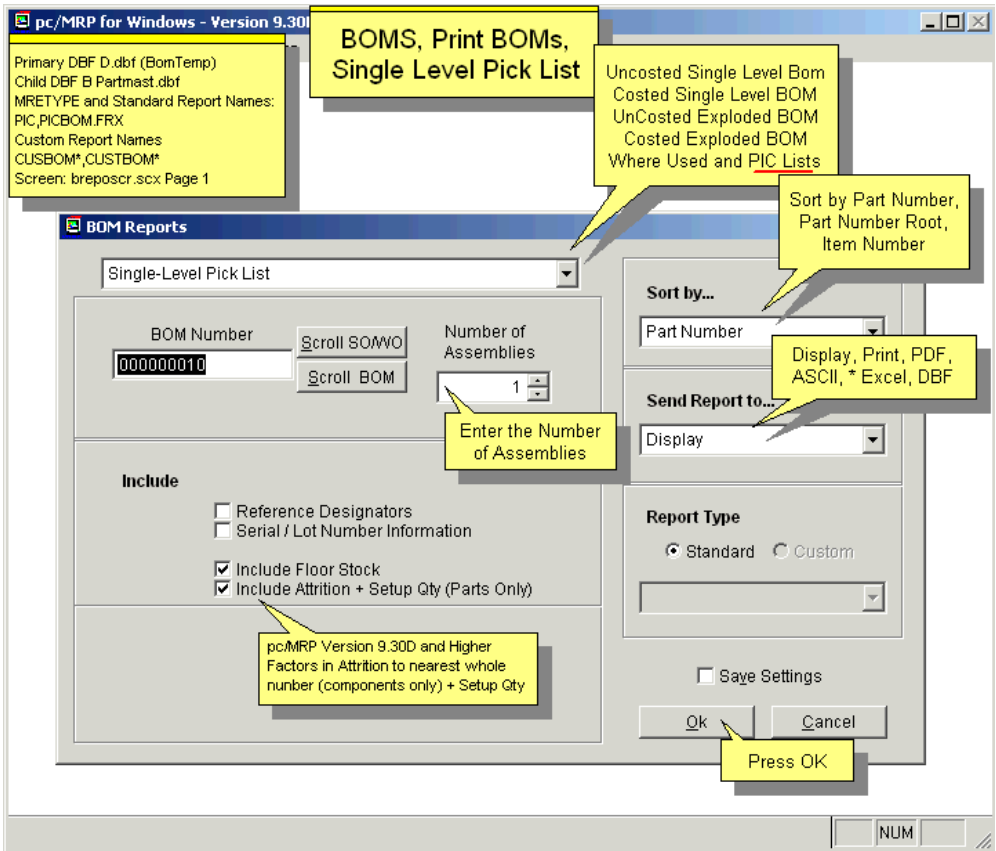 pc/MRP for Windows - Version 9.30
BOMS, Print BOMs,
Single Level Pick List
Primary DBF D.dbf (BomTemp)
Child DBF B Partmast.dbf
MRETYPE and Standard Report Names:
PIC,PICBOM.FRX
Custom Report Names
CUSBOM*,CUSTBOM*
Screen: breposcr.scx Page 1
Uncosted Single Level Bom
Costed Single Level BOM
UnCosted Exploded BOM
Costed Exploded BOM
Where Used and PIC Lists
Sort by Part Number,
Part Number Root,
Item Number
BOM Reports
Single-Level Pick List
BOM Number
000000010
Scroll SO/WO
Scroll BOM
Number of
Assemblies
1
Enter the Number
of Assemblies
Sort by...
Part Number
Display, Print, PDF,
ASCII, * Excel, DBF
Send Report to...
Display
Include
Reference Designators
Serial / Lot Number Information
Include Floor Stock
Include Attrition + Setup Qty (Parts Only)
pc/MRP Version 9.30D and Higher
Factors in Attrition to nearest whole
nunber (components only) + Setup Qty
Report Type
Standard Custom
Save Settings
Ok Cancel
Press OK
NUM